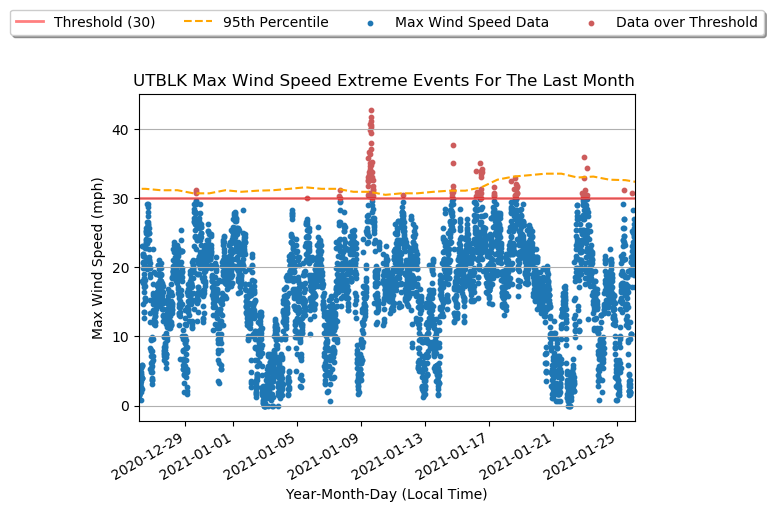 Threshold (30) 95th Percentile Max Wind Speed Data Data over Threshold
UTBLK Max Wind Speed Extreme Events For The Last Month
Max Wind Speed (mph)
40
30
20
10
0
2020-12-29 2021-01-01 2021-01-05 2021-01-09 2021-01-13 2021-01-17 2021-01-21 2021-01-25
Year-Month-Day (Local Time)